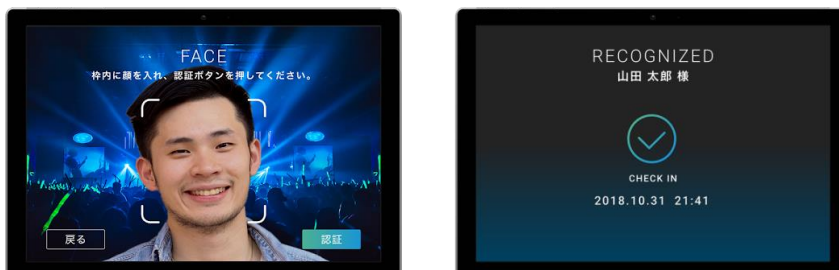 FACE
枠内に顔を入れ、認証ボタンを押してください。
戻る
認証
RECOGNIZED
山田 太郎 様
CHECK IN
2018.10.31 21:41